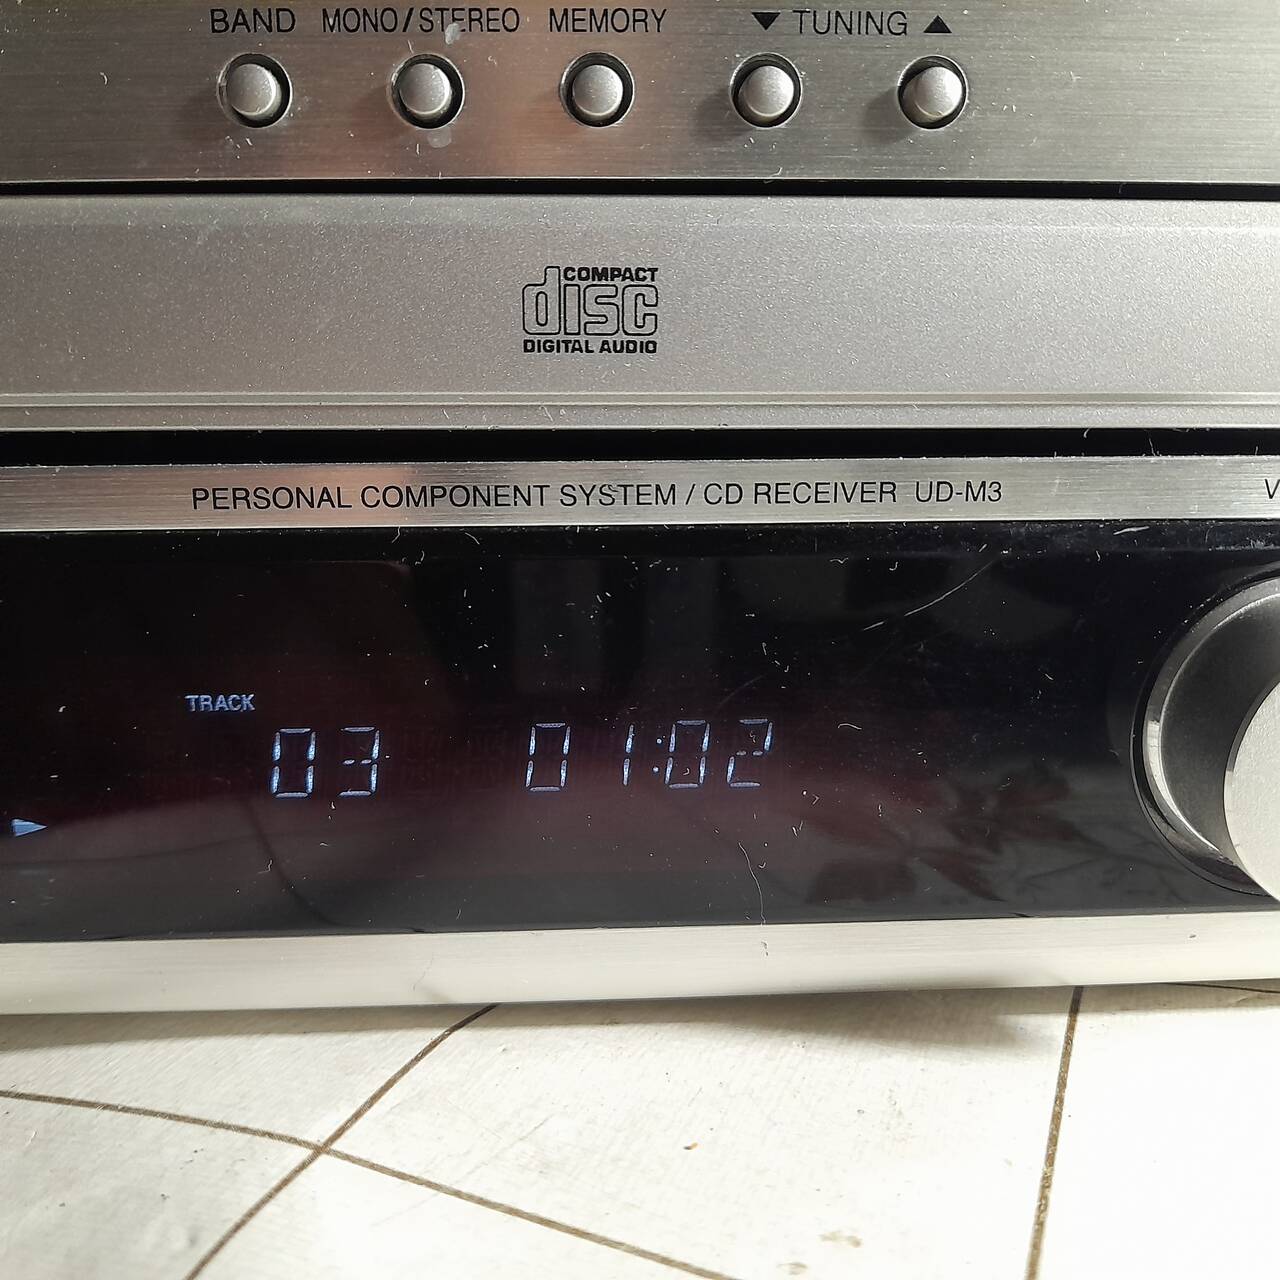 BAND MONO/STEREO MEMORY ▼ TUNING ▲
COMPACT
disc
DIGITAL AUDIO
PERSONAL COMPONENT SYSTEM / CD RECEIVER UD-M3
TRACK
03 01:02